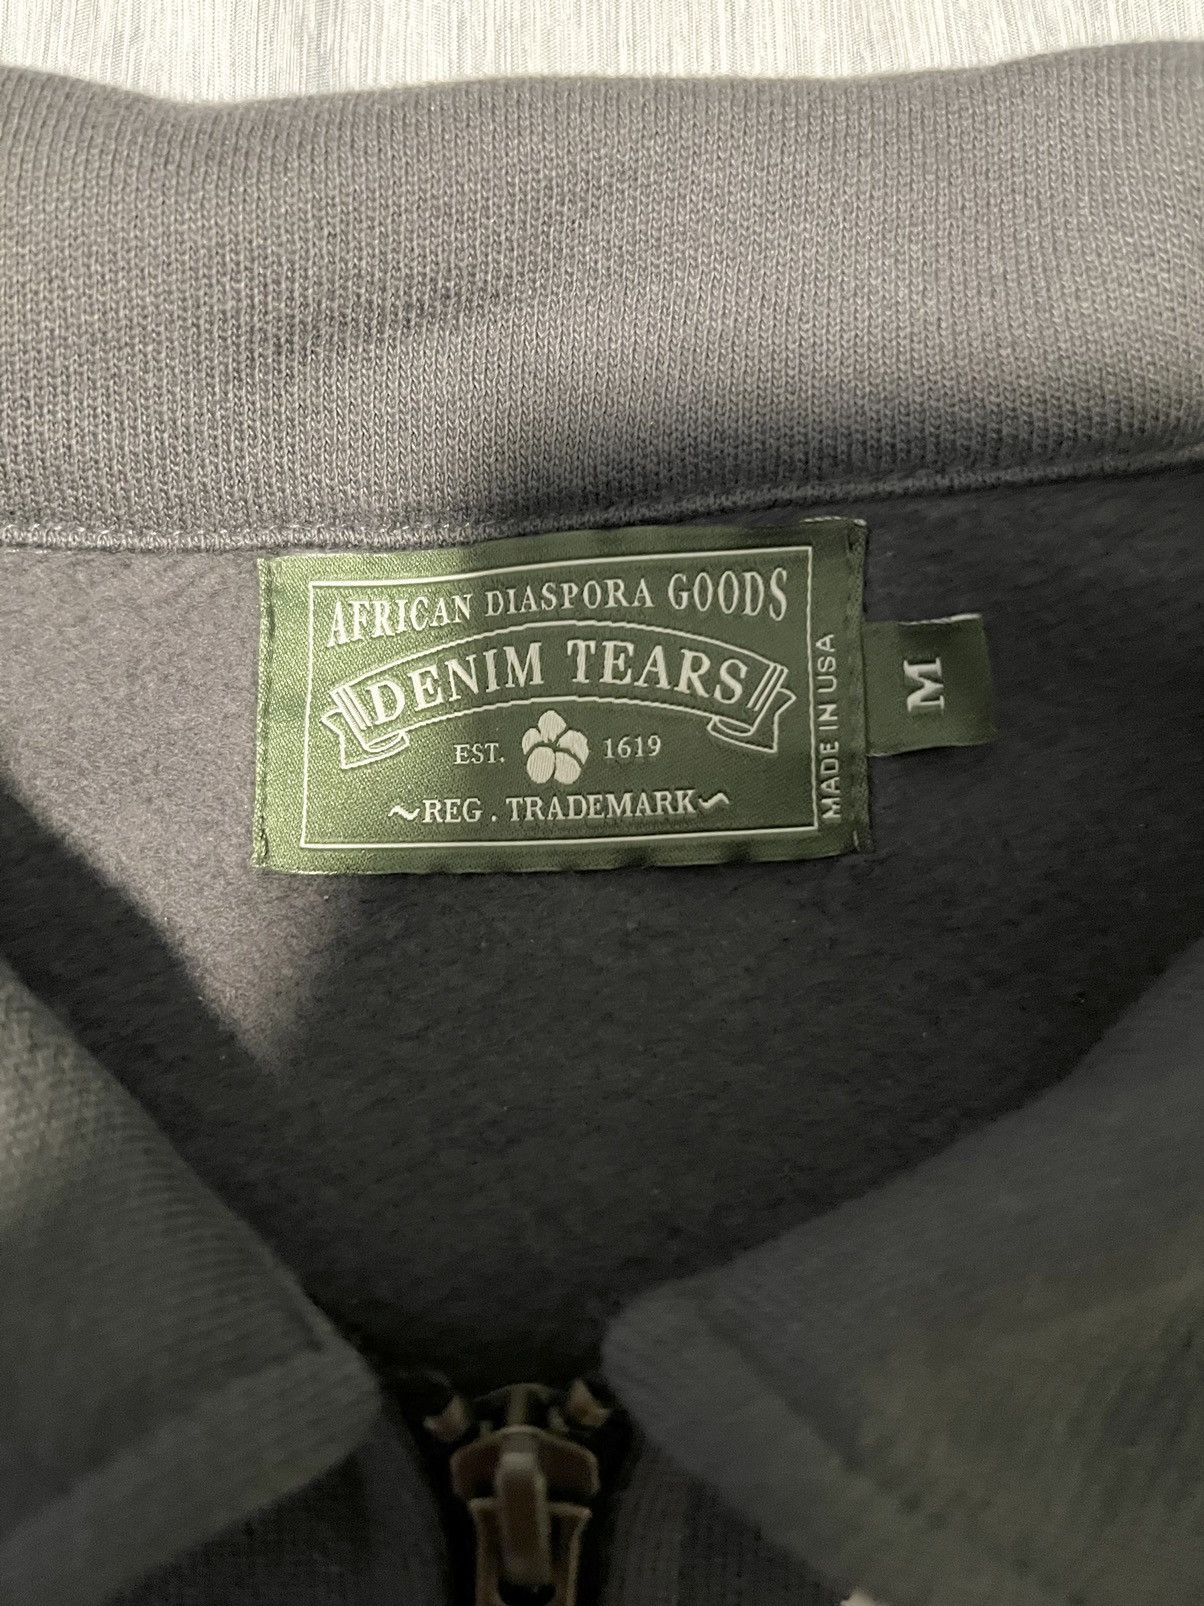 AFRICAN DIASPORA GOODS
DENIM TEARS
EST. 1619
~REG. TRADEMARK~
MADE IN USA
M